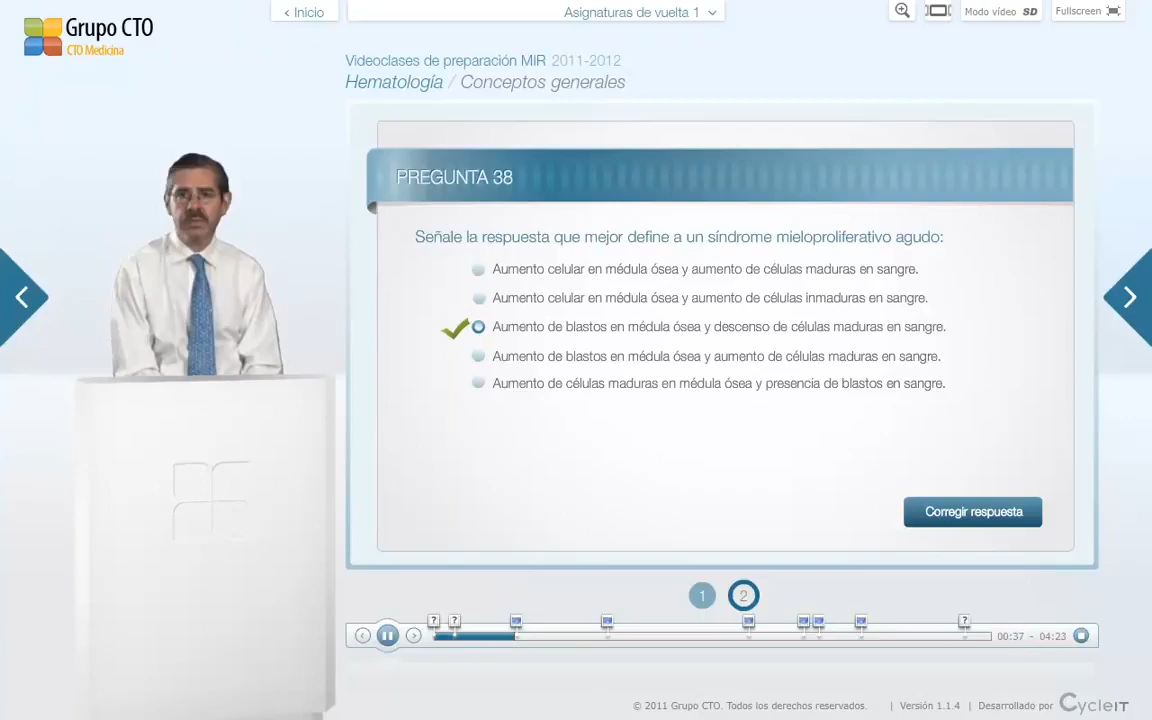 Grupo CTO
CTO Medicina
‹ Inicio
Asignaturas de vuelta 1
Modo vídeo SD
Fullscreen
Videoclases de preparación MIR 2011-2012
Hematología / Conceptos generales
PREGUNTA 38
Señale la respuesta que mejor define a un síndrome mieloproliferativo agudo:
Aumento celular en médula ósea y aumento de células maduras en sangre.
Aumento celular en médula ósea y aumento de células inmaduras en sangre.
Aumento de blastos en médula ósea y descenso de células maduras en sangre.
Aumento de blastos en médula ósea y aumento de células maduras en sangre.
Aumento de células maduras en médula ósea y presencia de blastos en sangre.
Corregir respuesta
1 2
? ? ?
00:37 - 04:23
© 2011 Grupo CTO. Todos los derechos reservados. | Versión 1.1.4 | Desarrollado por CycleIT